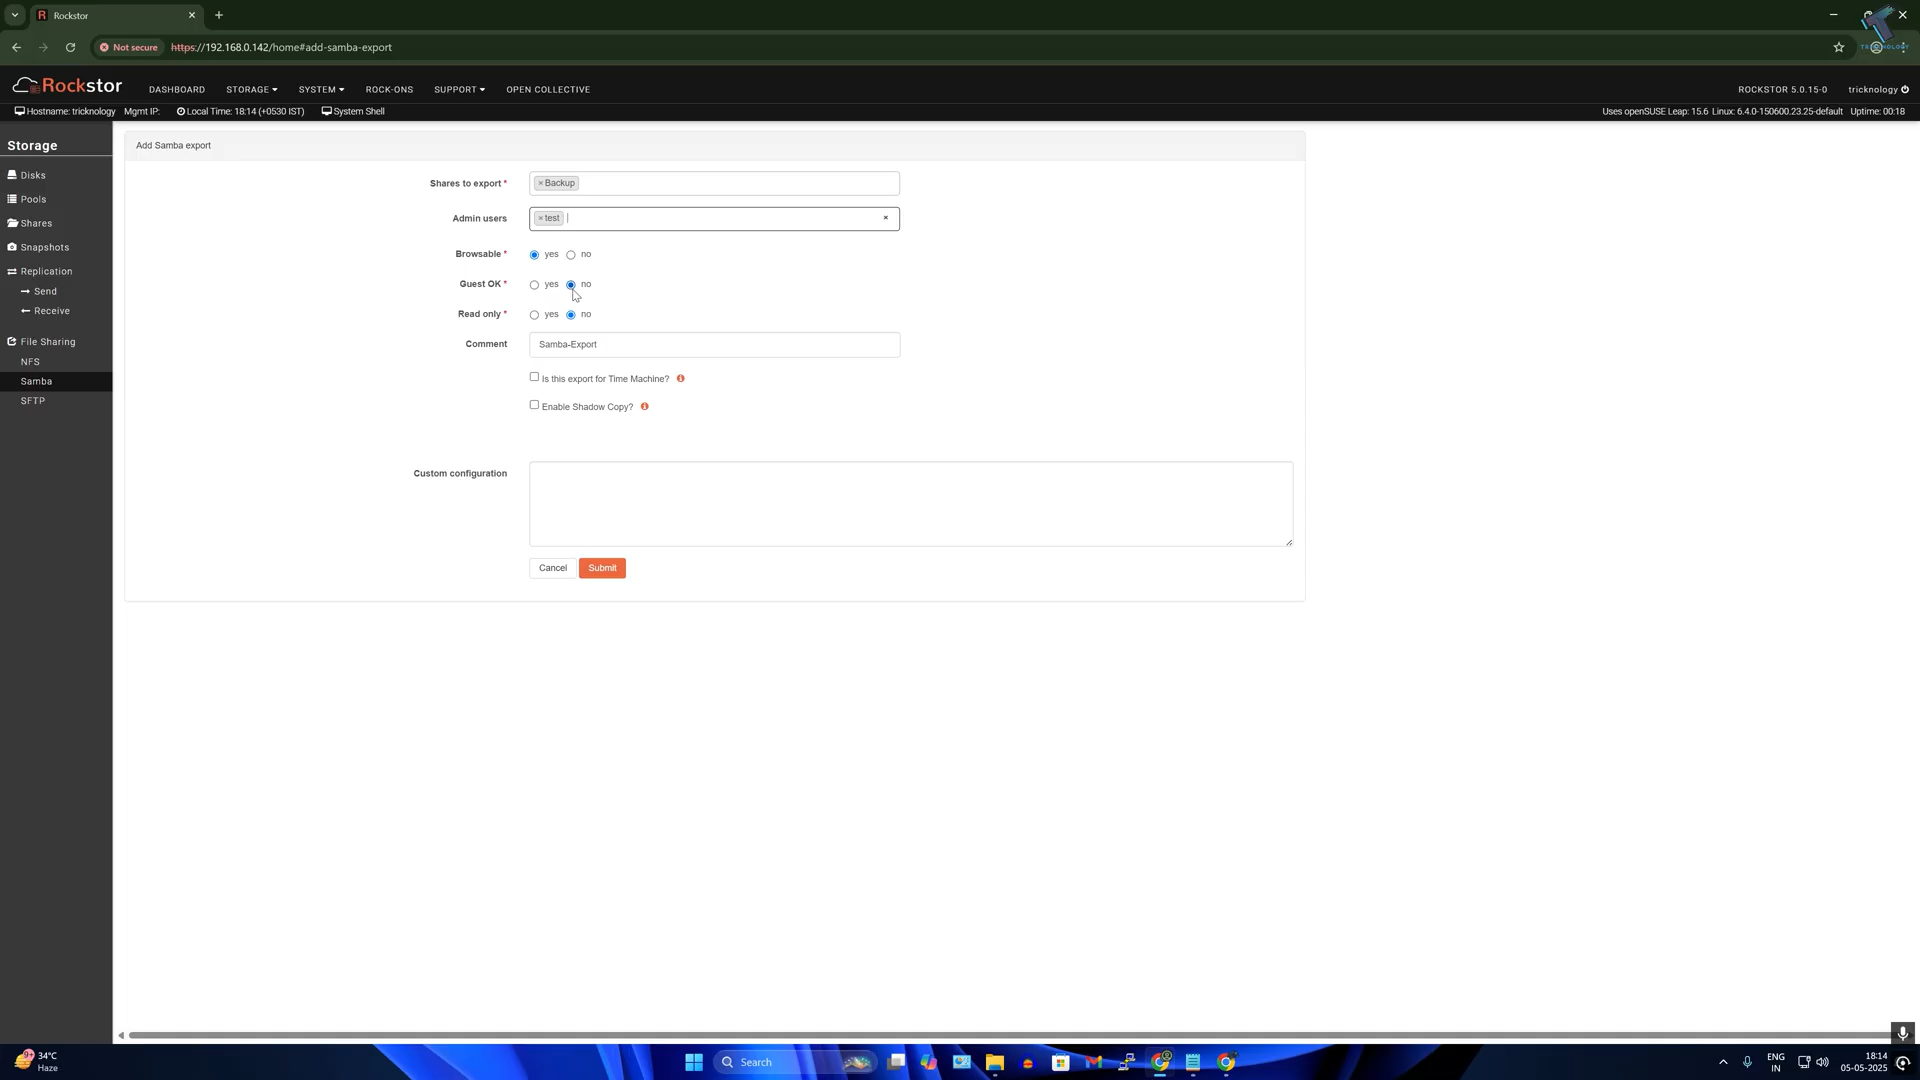 Rockstor
Not secure https://192.168.0.142/home#add-samba-export
TRICKNOLOGY
Rockstor DASHBOARD STORAGE SYSTEM ROCK-ONS SUPPORT OPEN COLLECTIVE ROCKSTOR 5.0.15-0 tricknology
Hostname: tricknology Mgmt IP: Local Time: 18:14 (+0530 IST) System Shell Uses openSUSE Leap: 15.6 Linux: 6.4.0-150600.23.25-default Uptime: 00:18
Storage
Disks
Pools
Shares
Snapshots
Replication
Send
Receive
File Sharing
NFS
Samba
SFTP
Add Samba export
Shares to export * × Backup
Admin users × test ×
Browsable * yes no
Guest OK * yes no
Read only * yes no
Comment Samba-Export
Is this export for Time Machine?
Enable Shadow Copy?
Custom configuration
Cancel Submit
34°C
Haze
Search
ENG
IN
18:14
05-05-2025